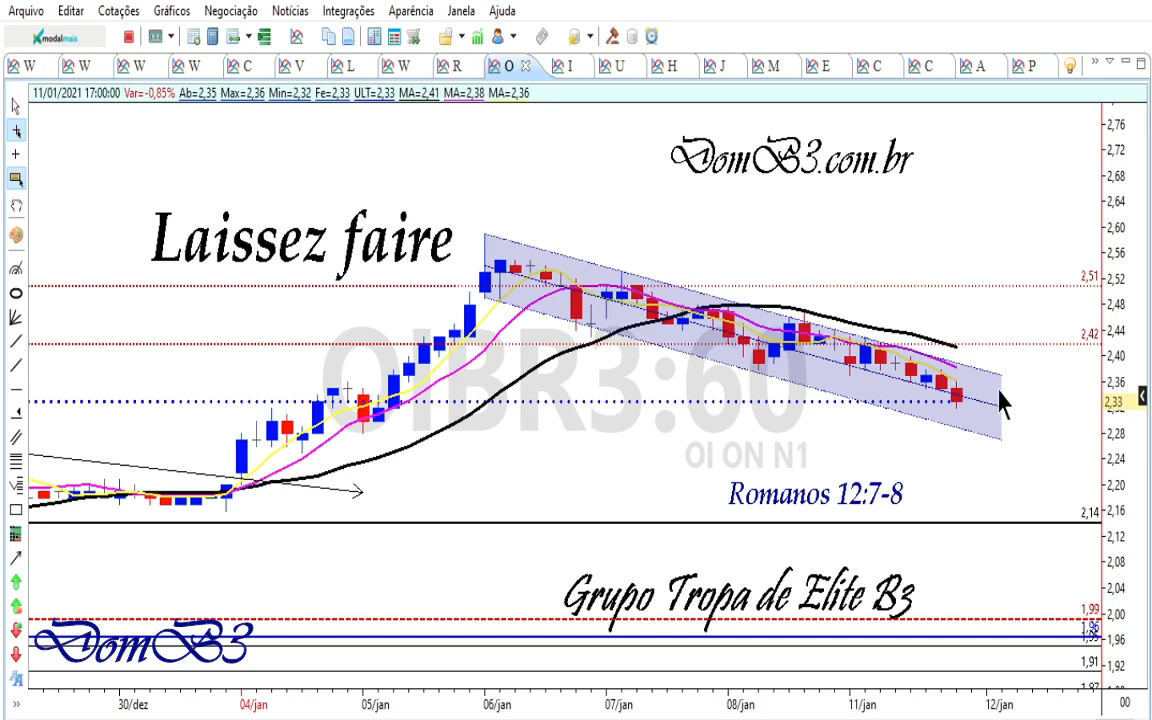 Arquivo Editar Cotações Gráficos Negociação Notícias Integrações Aparência Janela Ajuda
modalmais
W W W W C V L W R O I U H J M E C C A P
11/01/2021 17:00:00 Var=-0,85% Ab=2,35 Max=2,36 Min=2,32 Fe=2,33 ULT=2,33 MA=2,41 MA=2,38 MA=2,36
2,76
DomB3.com.br
2,72
2,68
2,64
Laissez faire
2,60
2,56
2,51
2,52
2,48
2,44
2,42
2,40
OIBR3:60
2,36
2,33
2,28
OI ON N1
2,24
Romanos 12:7-8
2,20
2,16
2,14
2,12
2,08
Grupo Tropa de Elite B3
2,04
1,99
2,00
DomB3
1,96
1,96
1,91
1,92
1,87
30/dez 04/jan 05/jan 06/jan 07/jan 08/jan 11/jan 12/jan 00